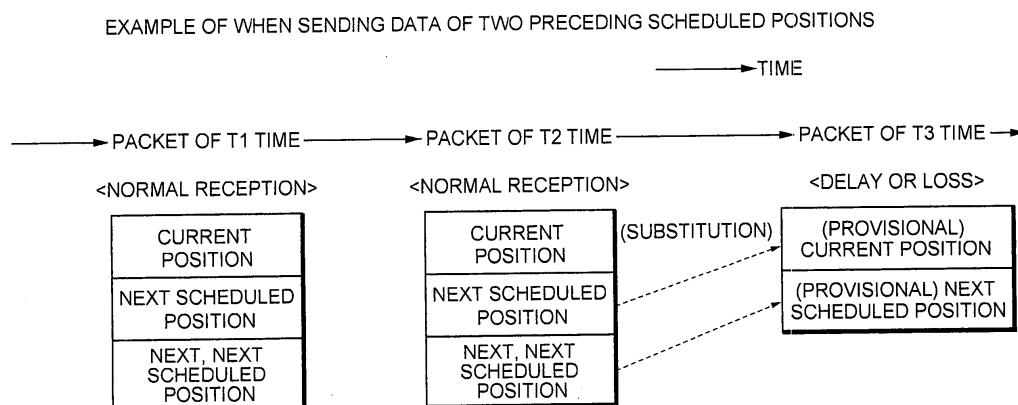 EXAMPLE OF WHEN SENDING DATA OF TWO PRECEDING SCHEDULED POSITIONS
TIME
PACKET OF T1 TIME
PACKET OF T2 TIME
PACKET OF T3 TIME
<NORMAL RECEPTION>
<NORMAL RECEPTION>
<DELAY OR LOSS>
CURRENT
POSITION
NEXT SCHEDULED
POSITION
NEXT, NEXT
SCHEDULED
POSITION
CURRENT
POSITION
NEXT SCHEDULED
POSITION
NEXT, NEXT
SCHEDULED
POSITION
(SUBSTITUTION)
(PROVISIONAL)
CURRENT POSITION
(PROVISIONAL) NEXT
SCHEDULED POSITION